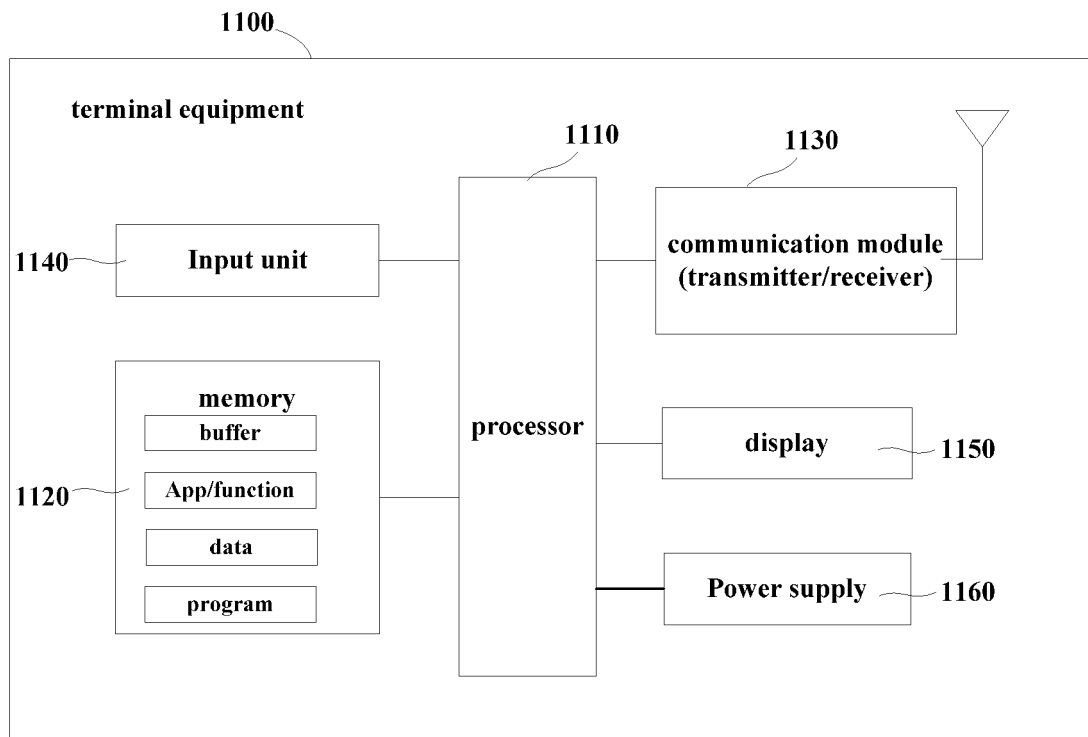 1100
terminal equipment
1110
1130
1140
Input unit
communication module
(transmitter/receiver)
memory
buffer
processor
display
1150
1120
App/function
data
program
Power supply
1160